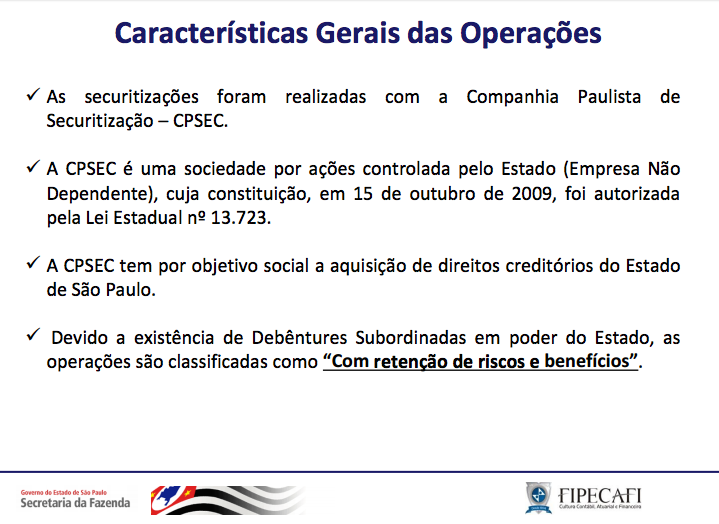 Características Gerais das Operações
✓ As securitizações foram realizadas com a Companhia Paulista de
Securitização – CPSEC.
✓ A CPSEC é uma sociedade por ações controlada pelo Estado (Empresa Não
Dependente), cuja constituição, em 15 de outubro de 2009, foi autorizada
pela Lei Estadual nº 13.723.
✓ A CPSEC tem por objetivo social a aquisição de direitos creditórios do Estado
de São Paulo.
✓ Devido a existência de Debêntures Subordinadas em poder do Estado, as
operações são classificadas como “Com retenção de riscos e benefícios”.
Governo do Estado de São Paulo
Secretaria da Fazenda
FIPECAFI
Cultura Contábil, Atuarial e Financeira